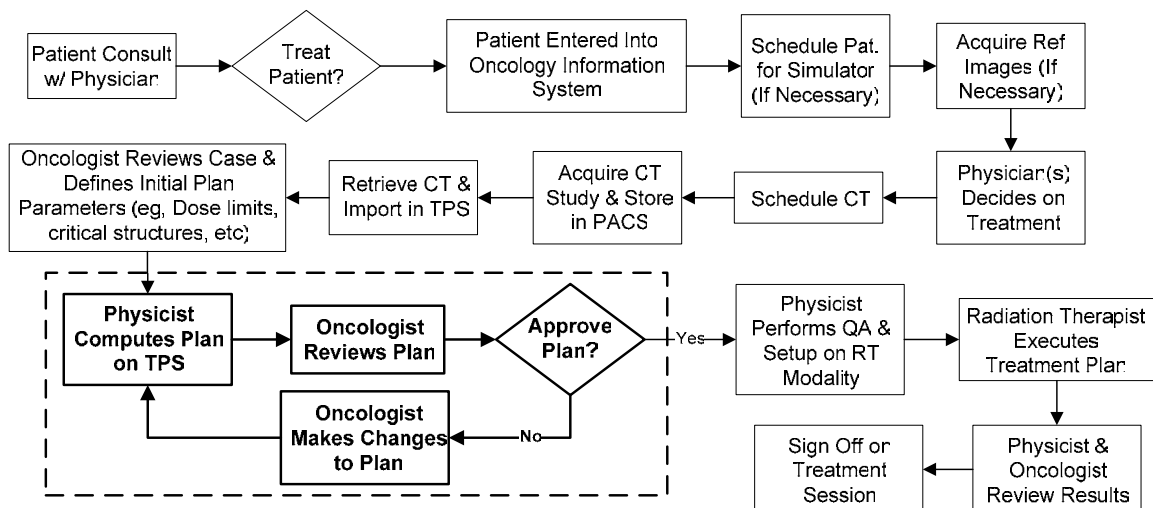 Patient Consult
w/ Physician
Treat
Patient?
Patient Entered Into
Oncology Information
System
Schedule Pat.
for Simulator
(If Necessary)
Acquire Ref
Images (If
Necessary)
Physician(s)
Decides on
Treatment
Schedule CT
Acquire CT
Study & Store
in PACS
Retrieve CT &
Import in TPS
Oncologist Reviews Case &
Defines Initial Plan
Parameters (eg, Dose limits,
critical structures, etc)
Physicist
Computes Plan
on TPS
Oncologist
Reviews Plan
Approve
Plan?
Yes
No
Oncologist
Makes Changes
to Plan
Physicist
Performs QA &
Setup on RT
Modality
Radiation Therapist
Executes
Treatment Plan
Physicist &
Oncologist
Review Results
Sign Off on
Treatment
Session